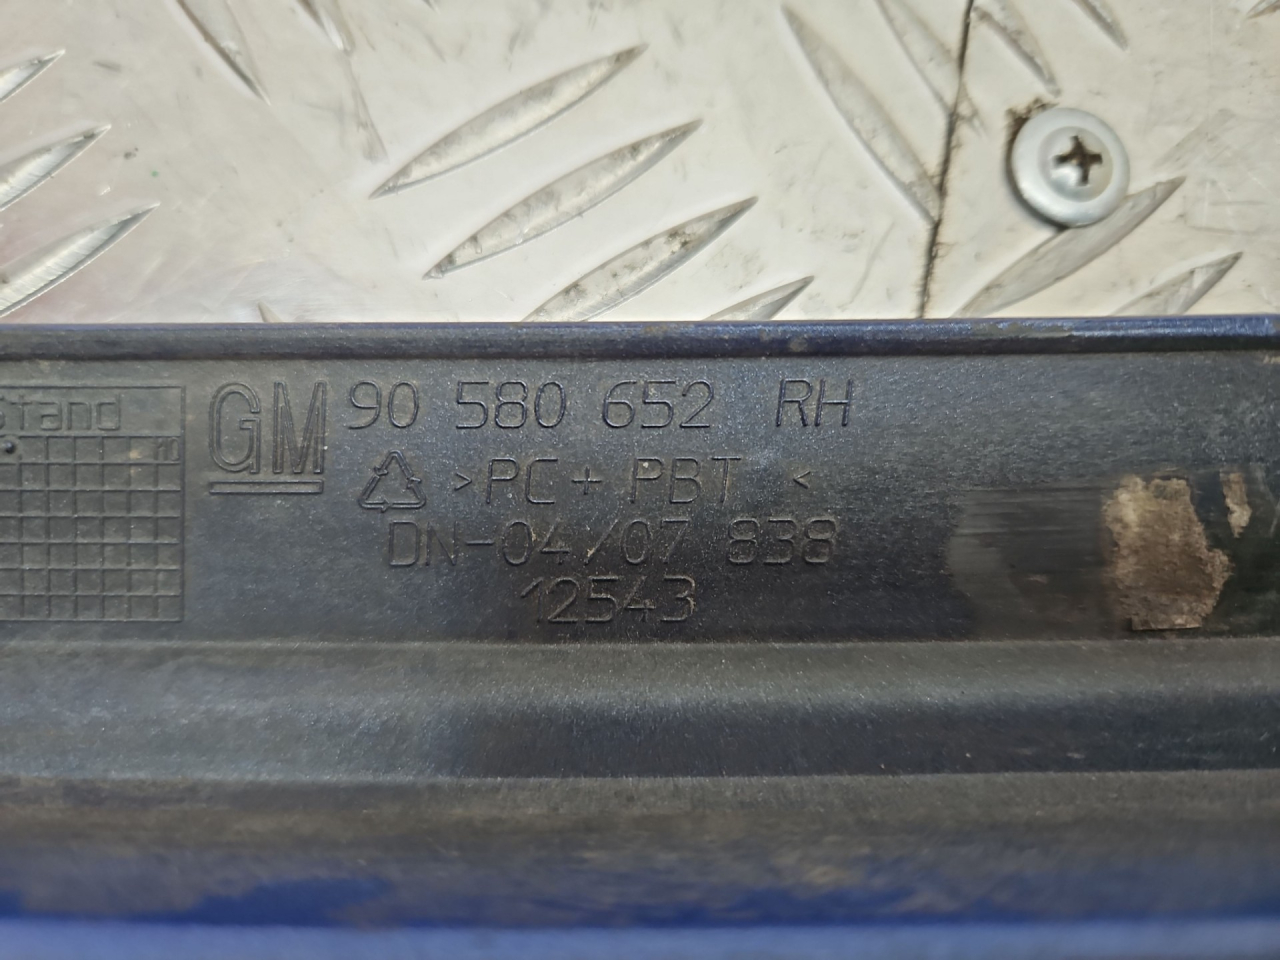 Stand
GM 90 580 652 RH
>PC + PBT <
DN-04/07 838
12543